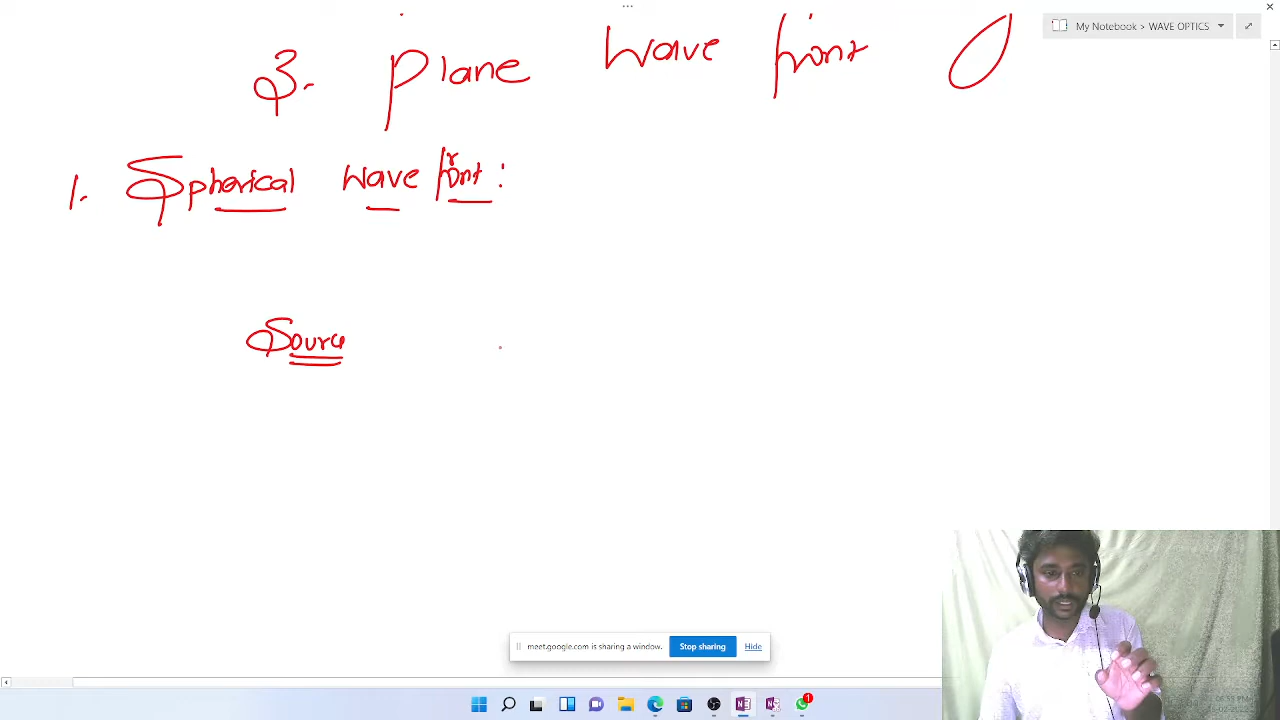 My Notebook > WAVE OPTICS
3. Plane Wave front
1. Spherical wave front :
Source
meet.google.com is sharing a window. Stop sharing Hide
1